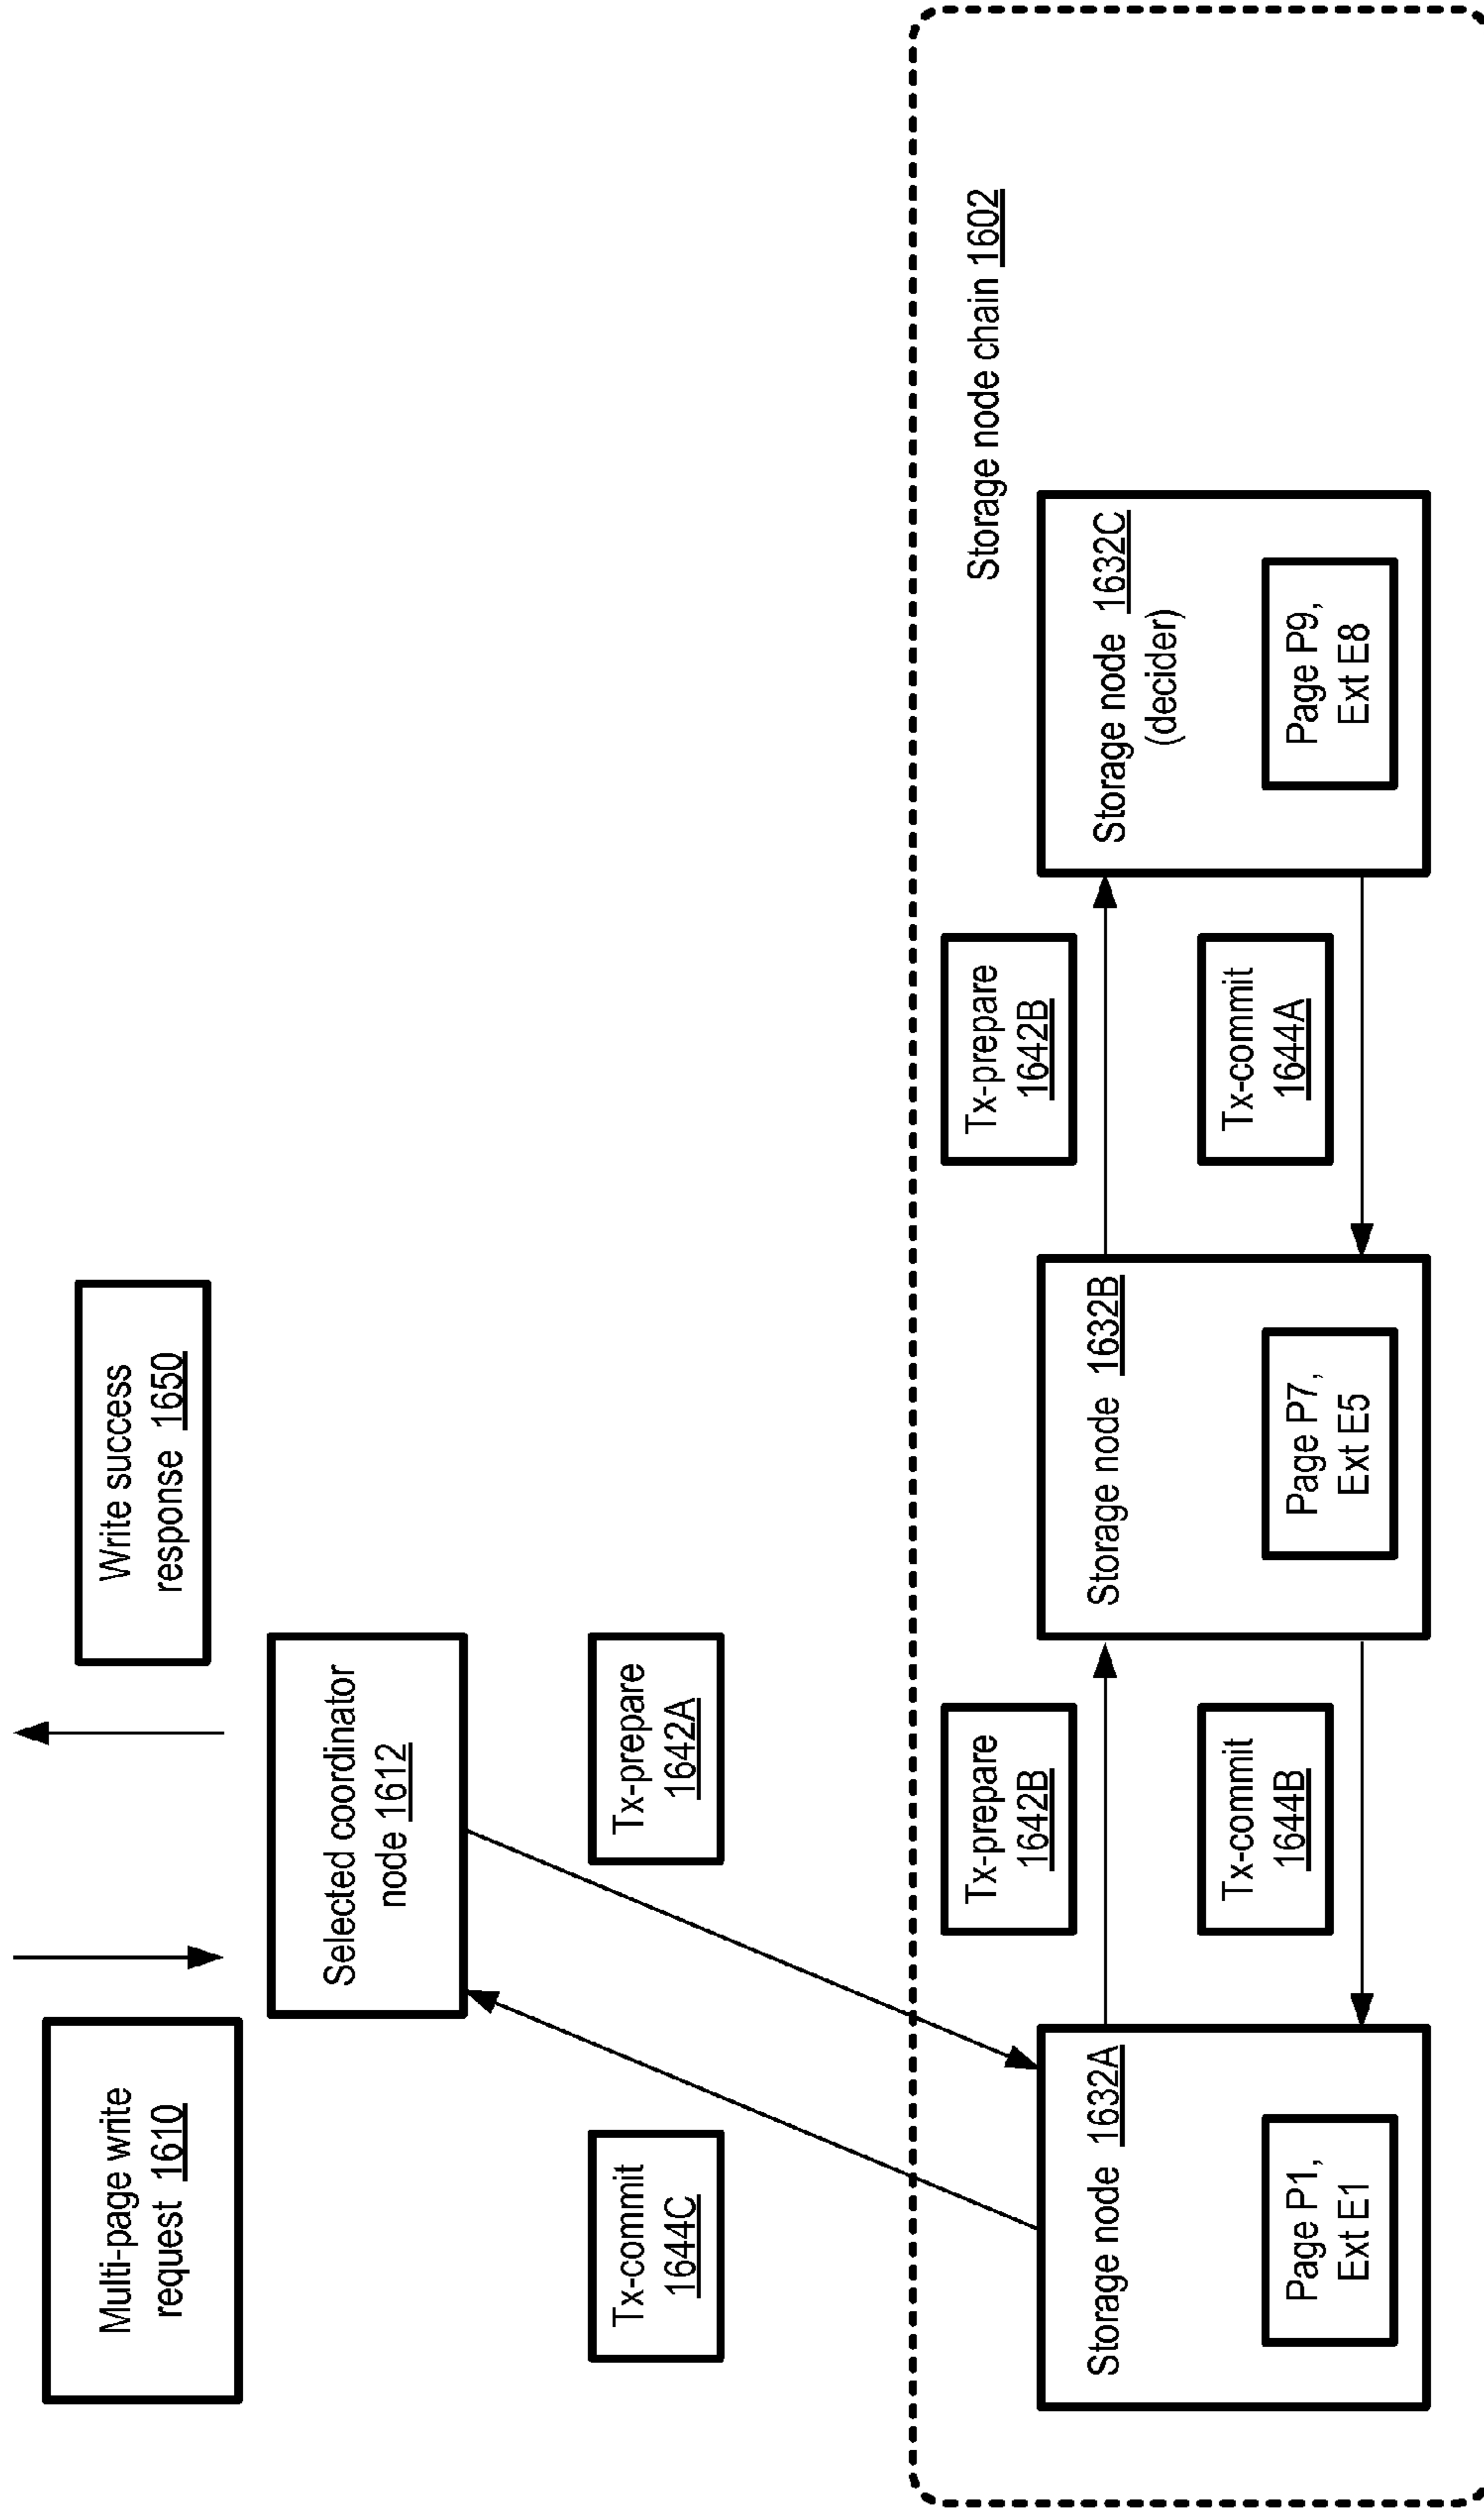 Multi-page write
request 1610
Write success
response 1650
Selected coordinator
node 1612
Tx-commit
1644C
Tx-prepare
1642A
Storage node chain 1602
Tx-prepare
1642B
Tx-prepare
1642B
Storage node 1632A
Storage node 1632B
Storage node 1632C
(decider)
Tx-commit
1644B
Tx-commit
1644A
Page P1,
Ext E1
Page P7,
Ext E5
Page P9,
Ext E8